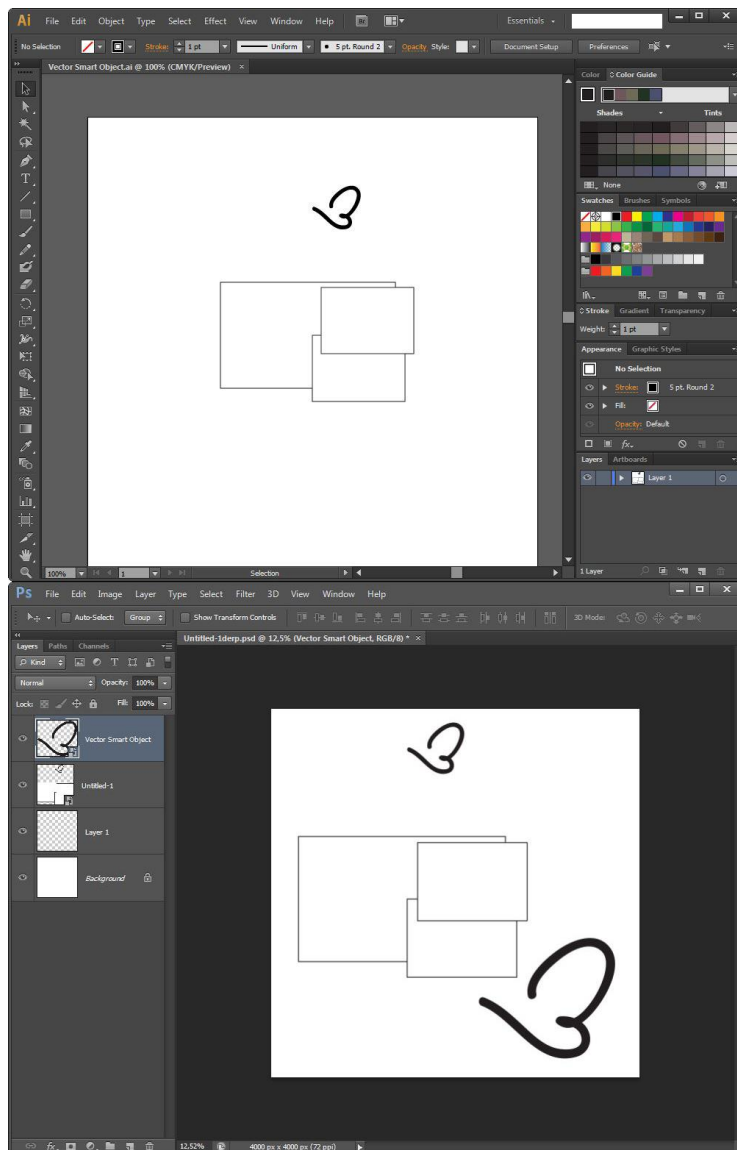 Ai File Edit Object Type Select Effect View Window Help Br Essentials
No Selection Stroke: 1 pt Uniform 5 pt. Round 2 Opacity Style: Document Setup Preferences
Vector Smart Object.ai @ 100% (CMYK/Preview) ×
Color Color Guide
Shades Tints
None
Swatches Brushes Symbols
Stroke Gradient Transparency
Weight: 1 pt
Appearance Graphic Styles
No Selection
Stroke: 5 pt. Round 2
Fill:
Opacity: Default
fx
Layers Artboards
Layer 1
1 Layer
100% 1 Selection
Ps File Edit Image Layer Type Select Filter 3D View Window Help
Auto-Select: Group Show Transform Controls 3D Mode:
Layers Paths Channels
Untitled-1derp.psd @ 12,5% (Vector Smart Object, RGB/8) * ×
Kind
Normal Opacity: 100%
Lock: Fill: 100%
Vector Smart Object
Untitled-1
Layer 1
Background
fx
12,52% 4000 px x 4000 px (72 ppi)